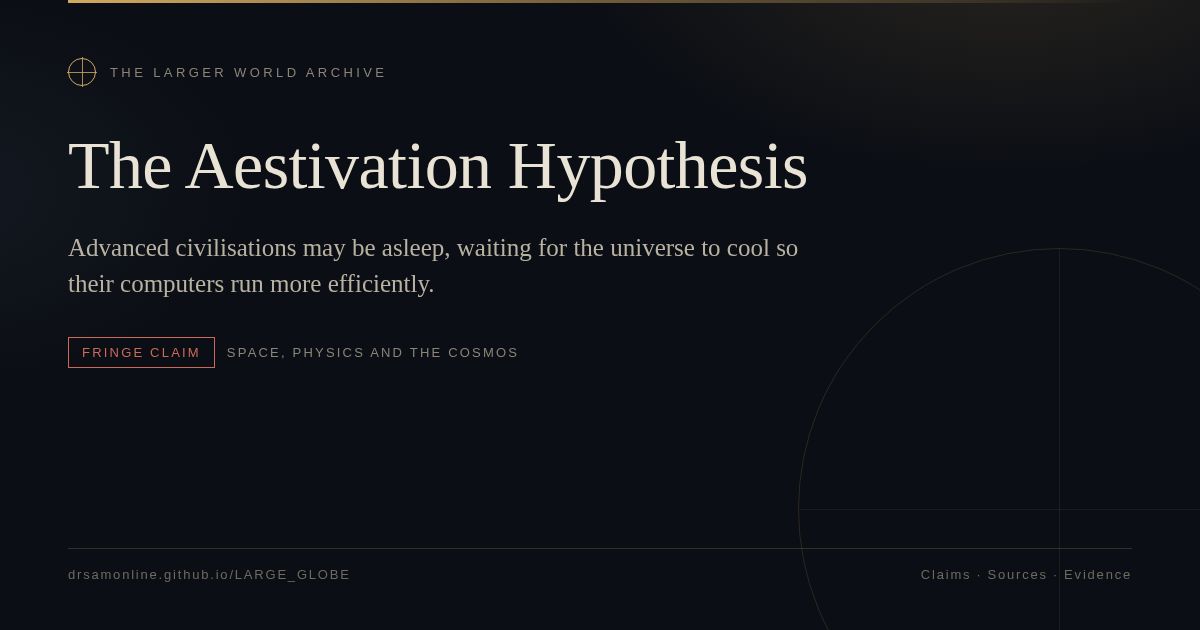 THE LARGER WORLD ARCHIVE
The Aestivation Hypothesis
Advanced civilisations may be asleep, waiting for the universe to cool so
their computers run more efficiently.
FRINGE CLAIM SPACE, PHYSICS AND THE COSMOS
drsamonline.github.io/LARGE_GLOBE
Claims · Sources · Evidence